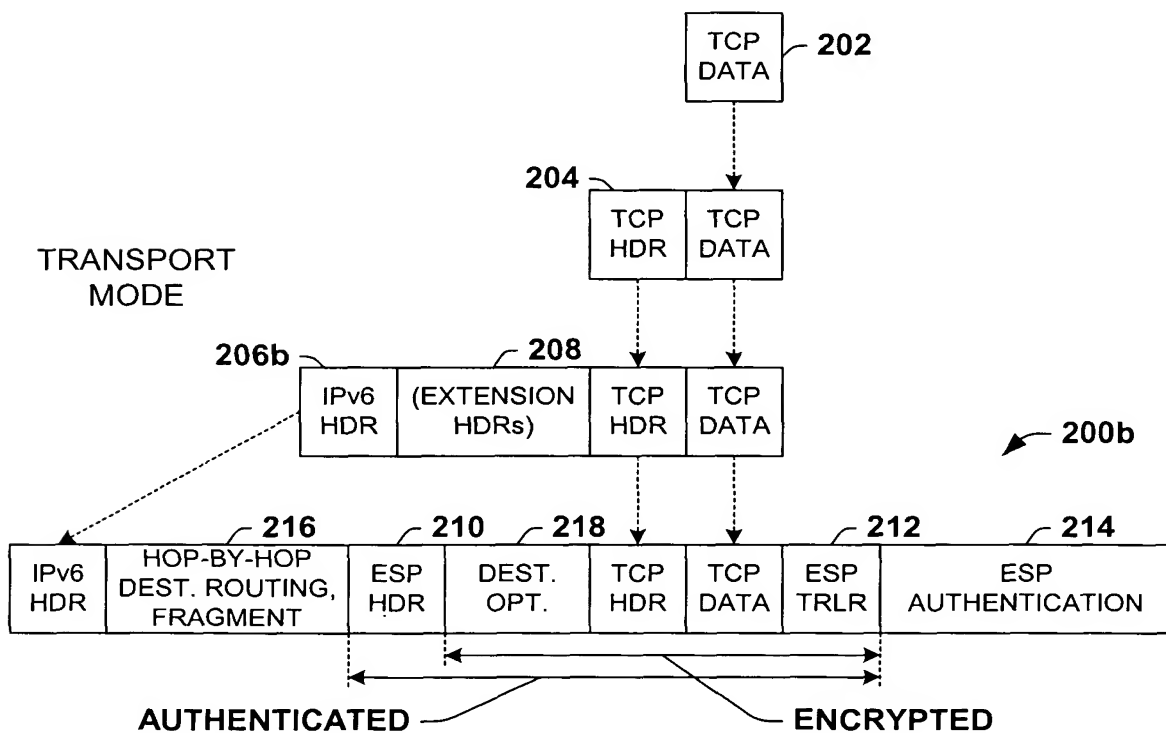 TCP
DATA
202
204
TCP
HDR
TCP
DATA
TRANSPORT
MODE
206b
208
IPv6
HDR
(EXTENSION
HDRs)
TCP
HDR
TCP
DATA
200b
216
210
218
212
214
IPv6
HDR
HOP-BY-HOP
DEST. ROUTING,
FRAGMENT
ESP
HDR
DEST.
OPT.
TCP
HDR
TCP
DATA
ESP
TRLR
ESP
AUTHENTICATION
AUTHENTICATED
ENCRYPTED